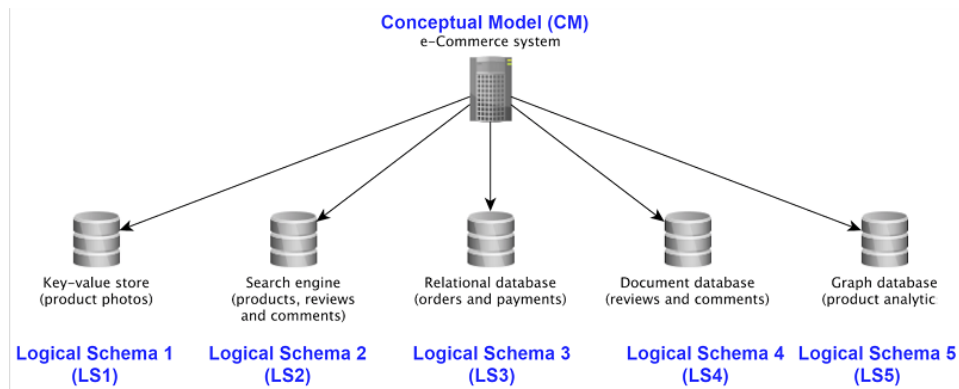 Conceptual Model (CM)
e-Commerce system
Key-value store
(product photos)
Search engine
(products, reviews
and comments)
Relational database
(orders and payments)
Document database
(reviews and comments)
Graph database
(product analytic
Logical Schema 1
(LS1)
Logical Schema 2
(LS2)
Logical Schema 3
(LS3)
Logical Schema 4
(LS4)
Logical Schema 5
(LS5)